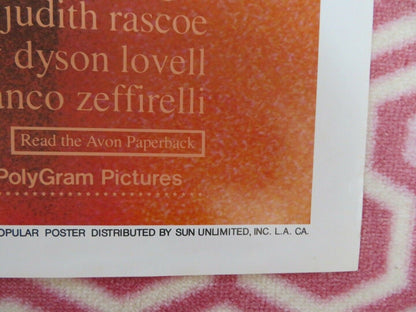 judith rascoe
dyson lovell
anco zeffirelli
Read the Avon Paperback
PolyGram Pictures
OPULAR POSTER DISTRIBUTED BY SUN UNLIMITED, INC. L.A. CA.